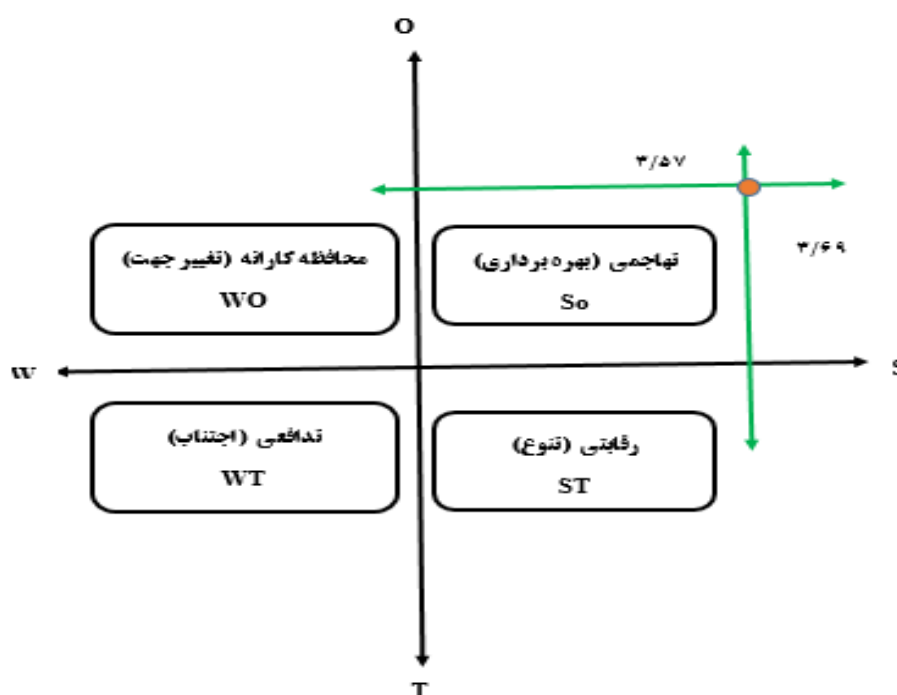 O
۳/۵۷
۳/۶۹
تهاجمی (بهره برداری)
So
محافظه کارانه (تغییر جهت)
WO
S
W
رقابتی (تنوع)
ST
تدافعی (اجتناب)
WT
T